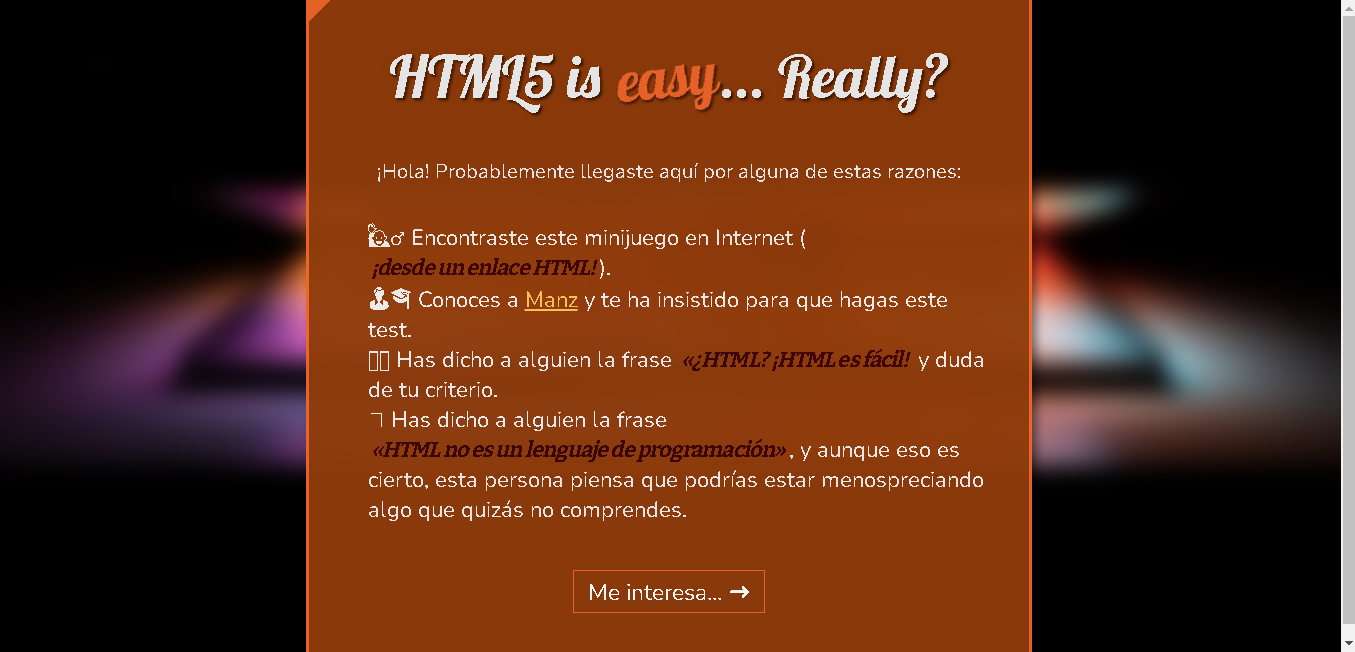 HTML5 is easy... Really?
¡Hola! Probablemente llegaste aquí por alguna de estas razones:
🙋♂ Encontraste este minijuego en Internet (
¡desde un enlace HTML!).
👨🎓 Conoces a Manz y te ha insistido para que hagas este
test.
Has dicho a alguien la frase «¿HTML? ¡HTML es fácil! y duda
de tu criterio.
Has dicho a alguien la frase
«HTML no es un lenguaje de programación», y aunque eso es
cierto, esta persona piensa que podrías estar menospreciando
algo que quizás no comprendes.
Me interesa... →